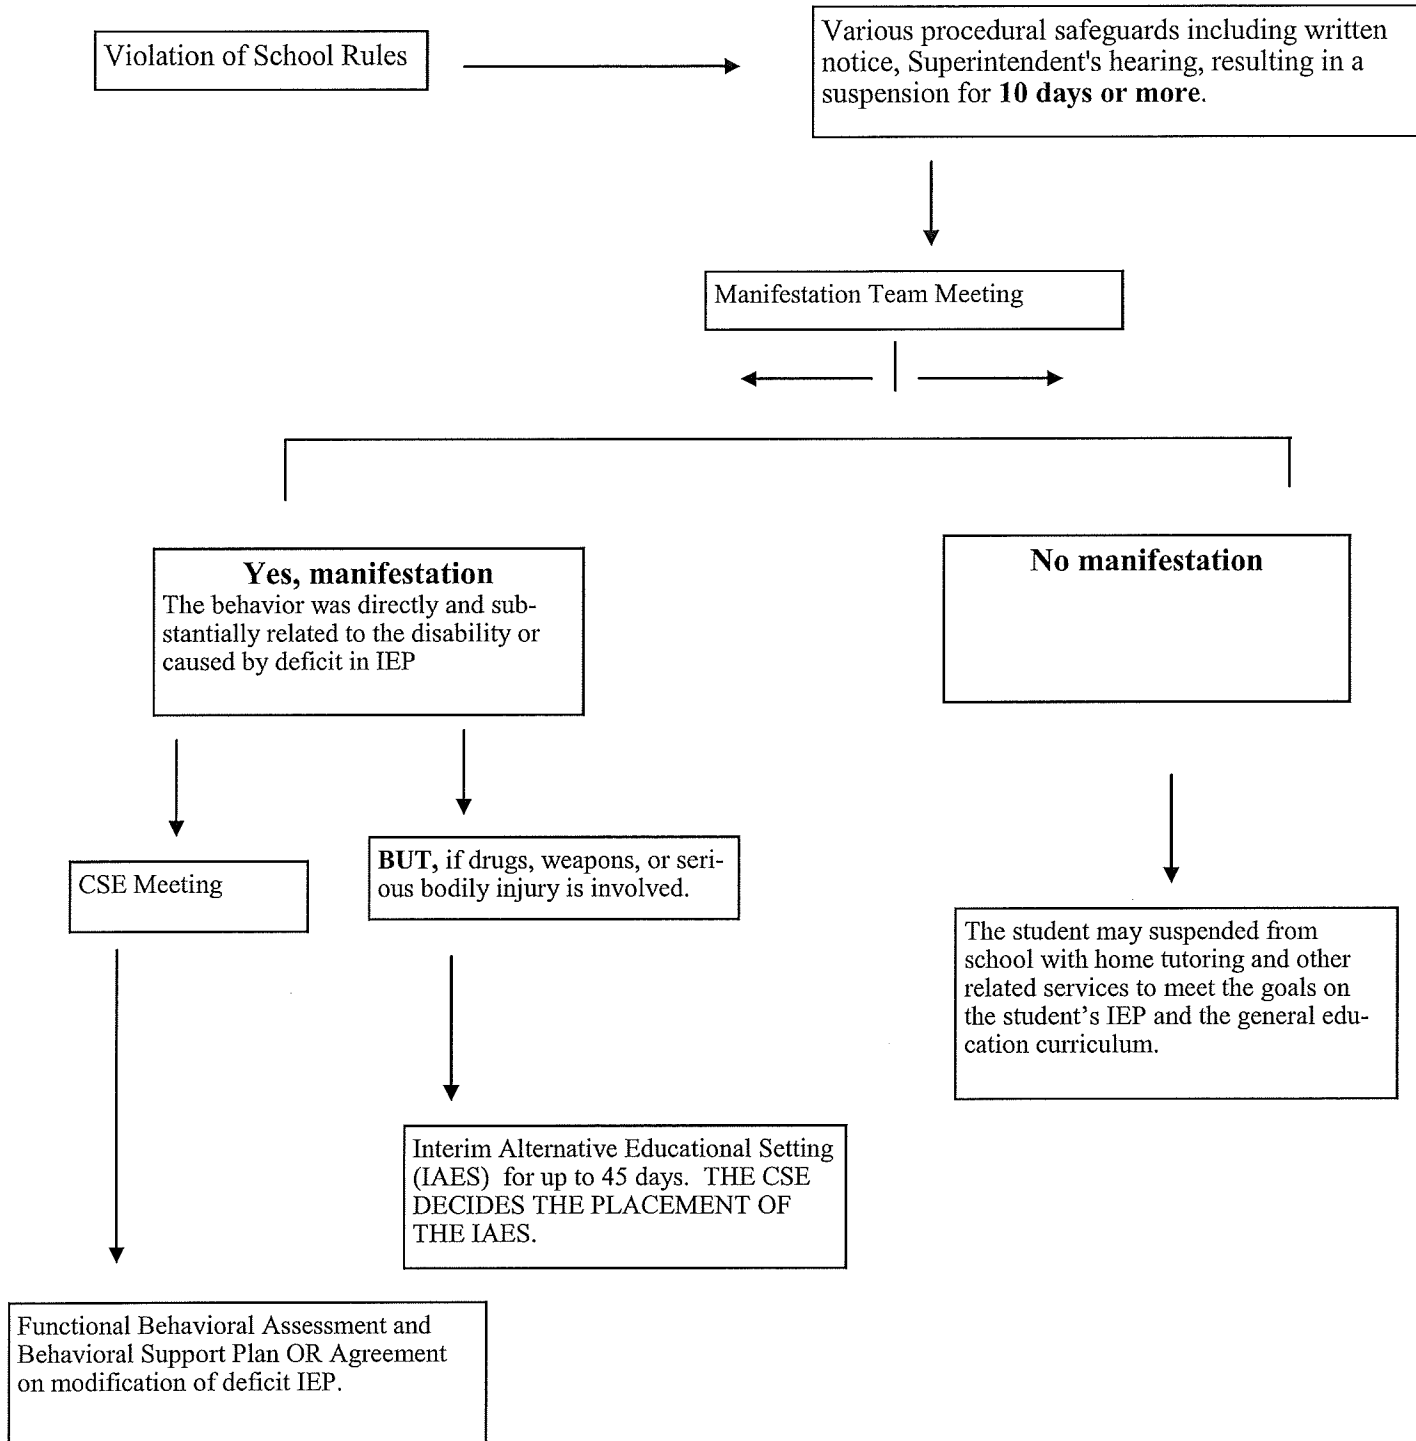 Violation of School Rules
Various procedural safeguards including written
notice, Superintendent's hearing, resulting in a
suspension for 10 days or more.
Manifestation Team Meeting
Yes, manifestation
The behavior was directly and sub-
stantially related to the disability or
caused by deficit in IEP
No manifestation
CSE Meeting
BUT, if drugs, weapons, or seri-
ous bodily injury is involved.
The student may suspended from
school with home tutoring and other
related services to meet the goals on
the student's IEP and the general edu-
cation curriculum.
Interim Alternative Educational Setting
(IAES)  for up to 45 days.  THE CSE
DECIDES THE PLACEMENT OF
THE IAES.
Functional Behavioral Assessment and
Behavioral Support Plan OR Agreement
on modification of deficit IEP.